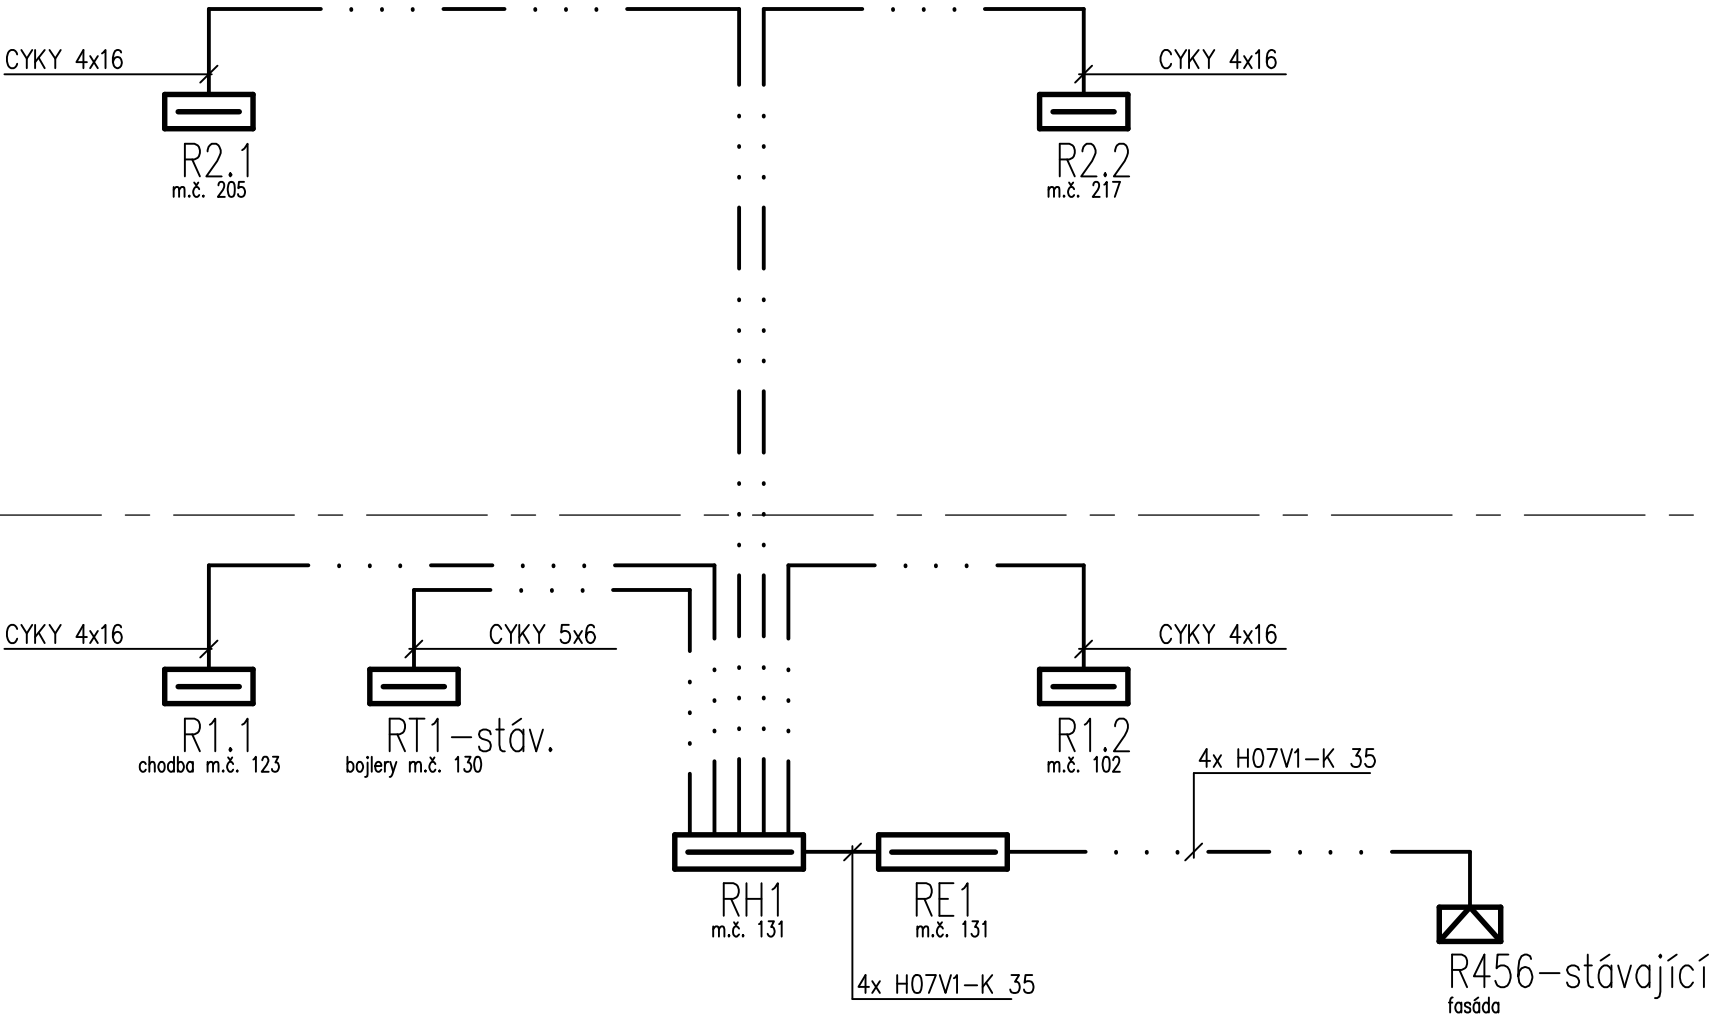 CYKY 4x16
CYKY 4x16
R2.1
m.č. 205
R2.2
m.č. 217
CYKY 4x16
CYKY 5x6
CYKY 4x16
R1.1
chodba m.č. 123
RT1-stáv.
bojlery m.č. 130
R1.2
m.č. 102
4x H07V1-K 35
RH1
m.č. 131
RE1
m.č. 131
4x H07V1-K 35
R456-stávající
fasáda